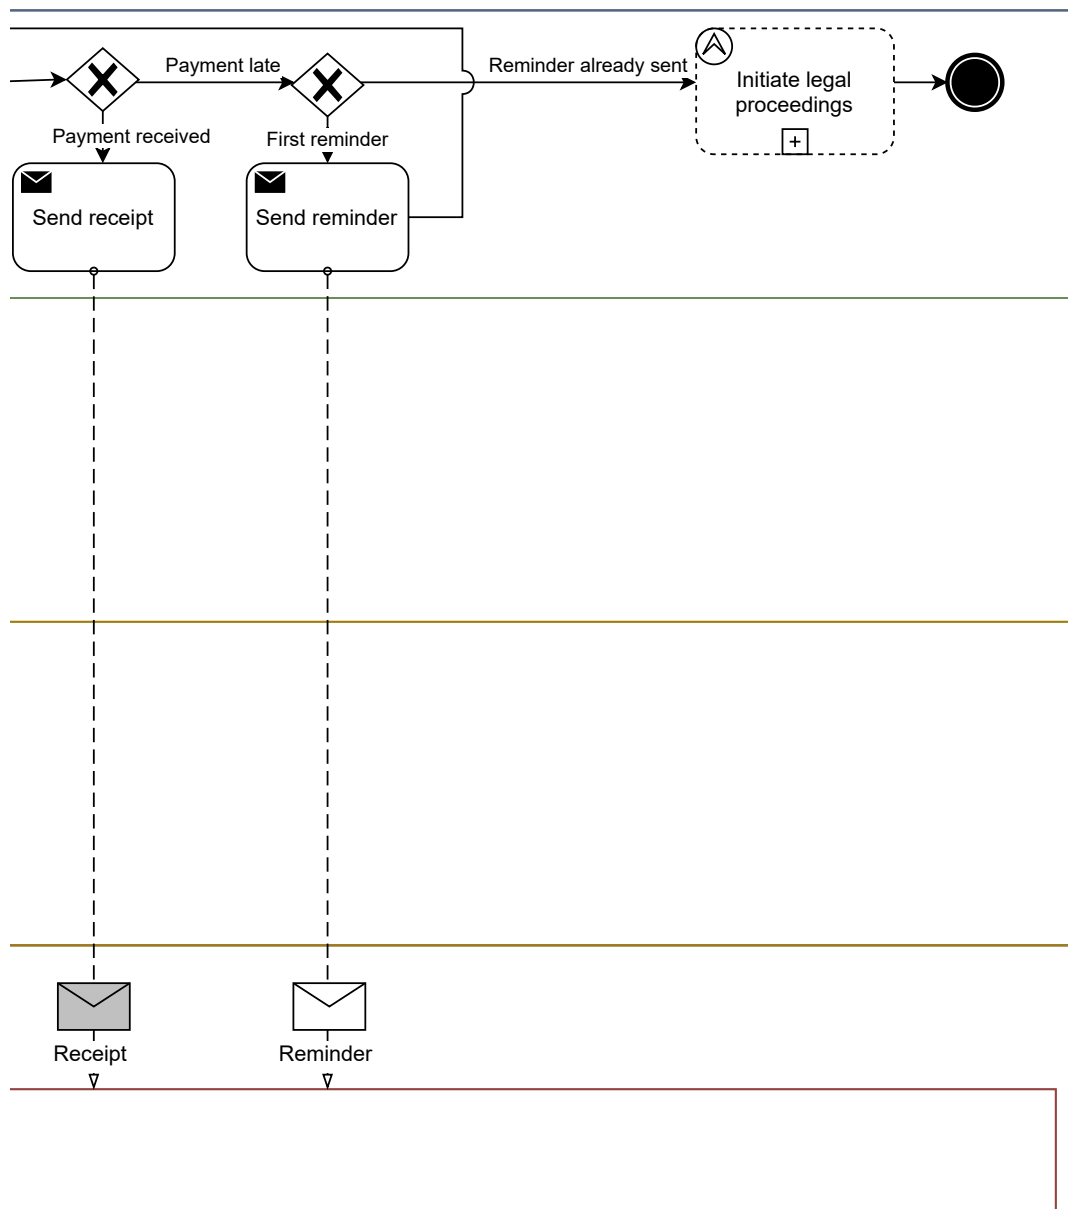 Payment late
Reminder already sent
Initiate legal
proceedings
Payment received
First reminder
Send receipt
Send reminder
Receipt
Reminder